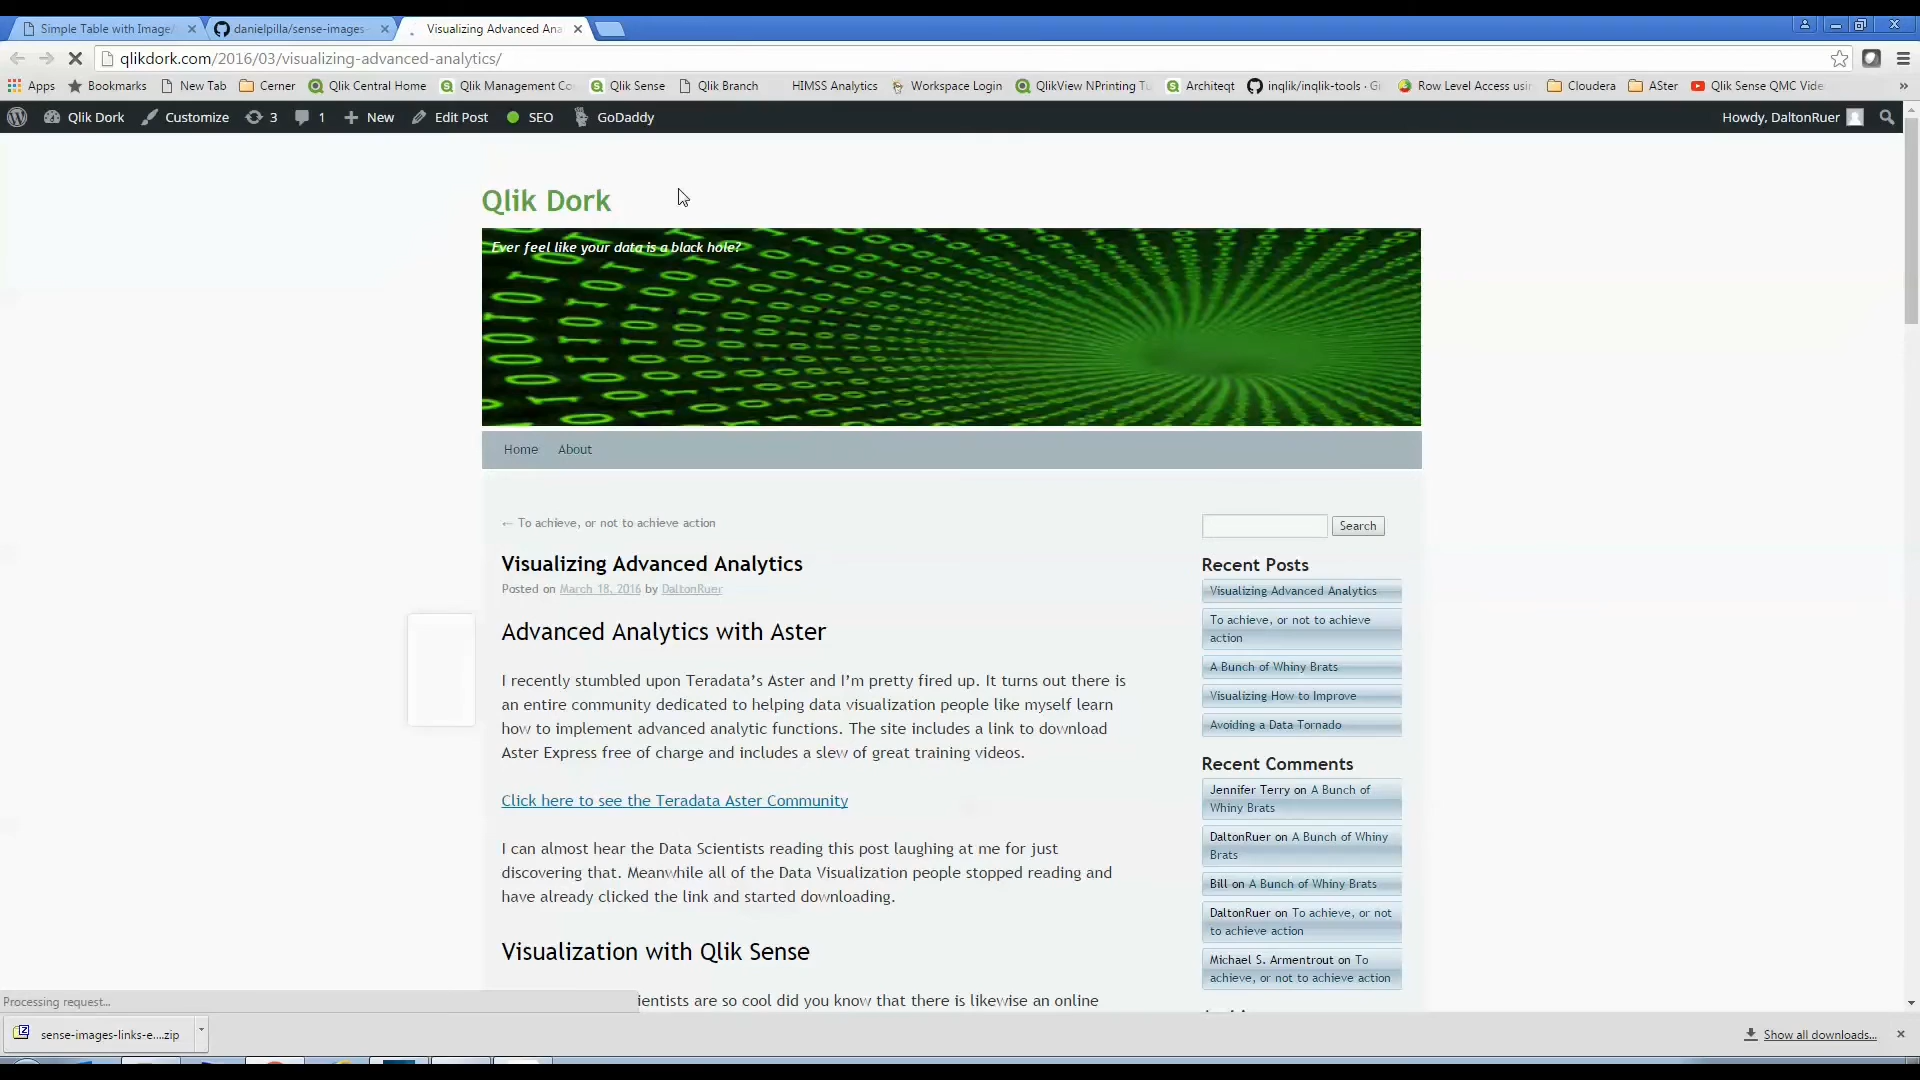 Simple Table with Image
danielpilla/sense-images
Visualizing Advanced Ana
qlikdork.com/2016/03/visualizing-advanced-analytics/
Apps Bookmarks New Tab Cerner Qlik Central Home Qlik Management Co Qlik Sense Qlik Branch HIMSS Analytics Workspace Login QlikView NPrinting Tu Architeqt inqlik/inqlik-tools · Gi Row Level Access usin Cloudera ASter Qlik Sense QMC Vide »
Qlik Dork Customize 3 1 New Edit Post SEO GoDaddy Howdy, DaltonRuer
Qlik Dork
Ever feel like your data is a black hole?
Home About
← To achieve, or not to achieve action
Visualizing Advanced Analytics
Posted on March 18, 2016 by DaltonRuer
Advanced Analytics with Aster
I recently stumbled upon Teradata’s Aster and I’m pretty fired up. It turns out there is
an entire community dedicated to helping data visualization people like myself learn
how to implement advanced analytic functions. The site includes a link to download
Aster Express free of charge and includes a slew of great training videos.
Click here to see the Teradata Aster Community
I can almost hear the Data Scientists reading this post laughing at me for just
discovering that. Meanwhile all of the Data Visualization people stopped reading and
have already clicked the link and started downloading.
Visualization with Qlik Sense
ientists are so cool did you know that there is likewise an online
Search
Recent Posts
Visualizing Advanced Analytics
To achieve, or not to achieve
action
A Bunch of Whiny Brats
Visualizing How to Improve
Avoiding a Data Tornado
Recent Comments
Jennifer Terry on A Bunch of
Whiny Brats
DaltonRuer on A Bunch of Whiny
Brats
Bill on A Bunch of Whiny Brats
DaltonRuer on To achieve, or not
to achieve action
Michael S. Armentrout on To
achieve, or not to achieve action
Processing request...
sense-images-links-e....zip
Show all downloads...